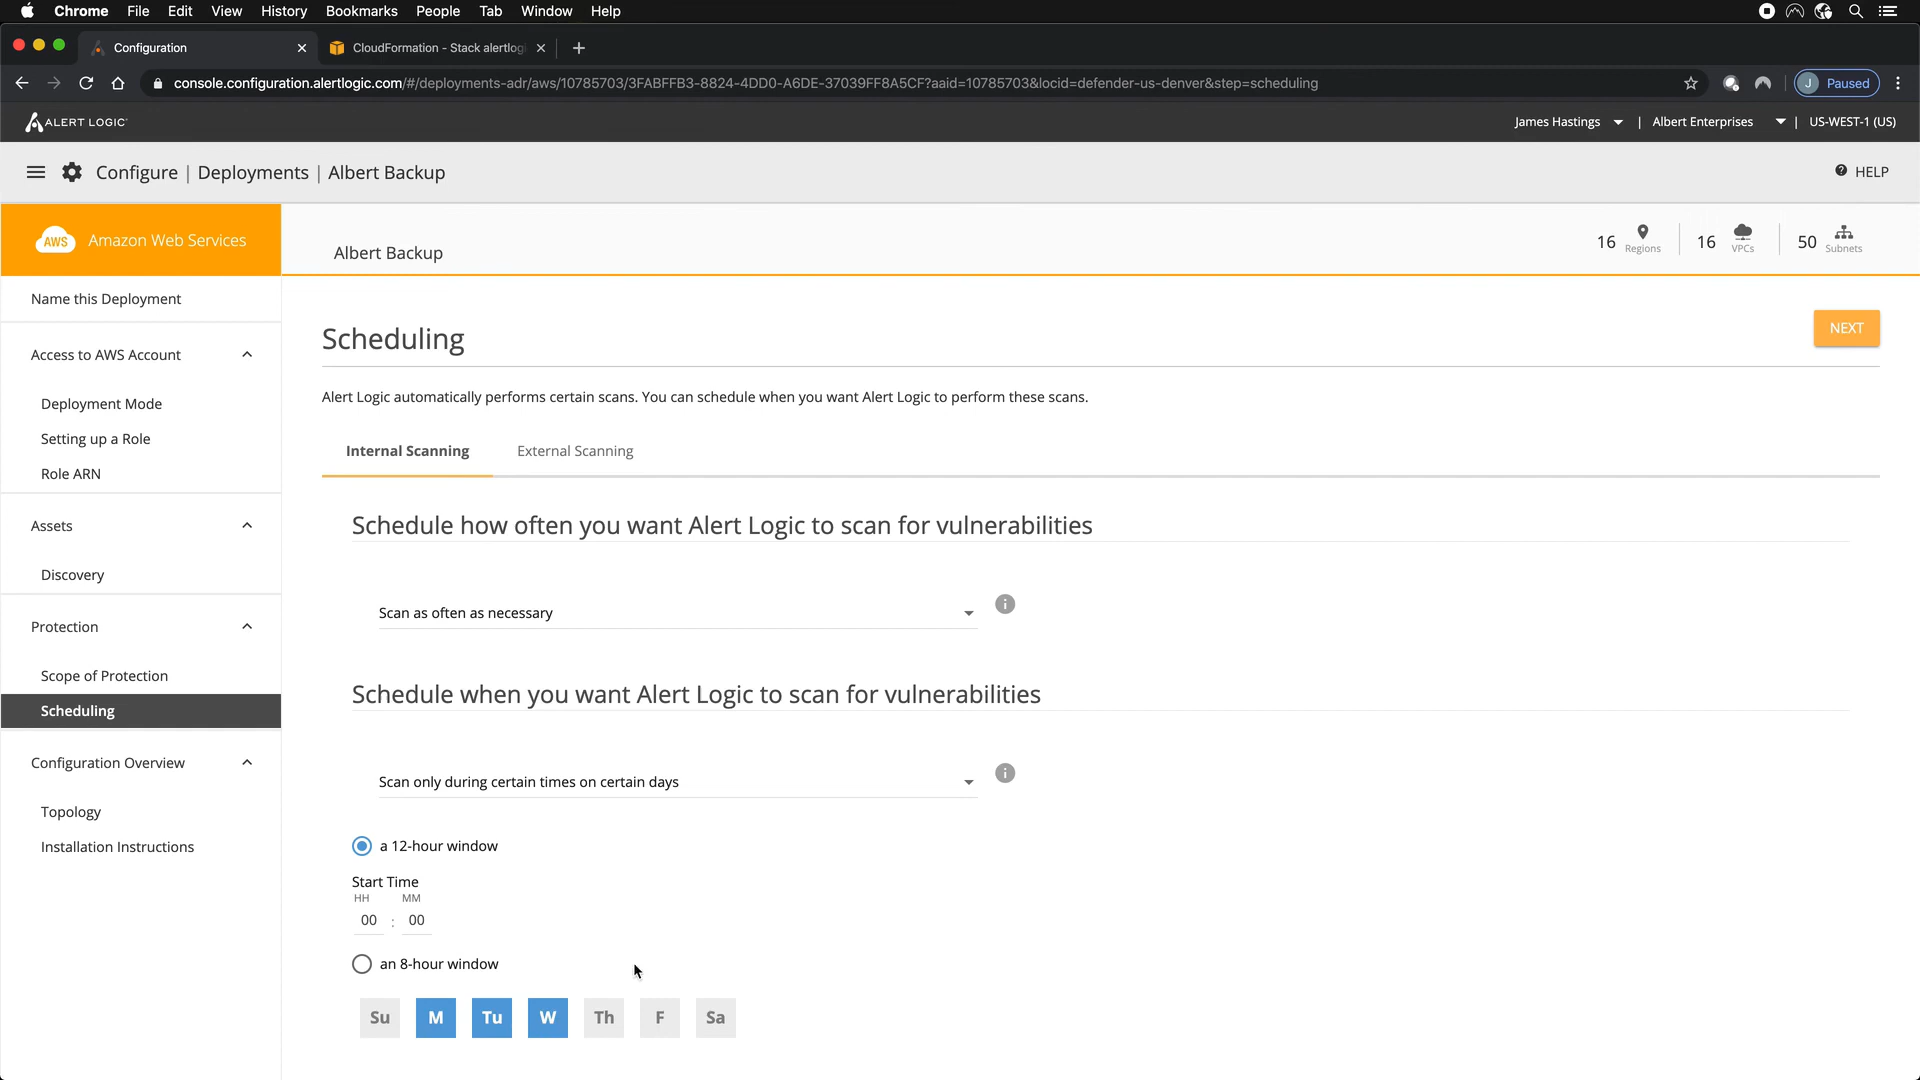 Chrome File Edit View History Bookmarks People Tab Window Help
Configuration
CloudFormation - Stack alertlog
console.configuration.alertlogic.com/#/deployments-adr/aws/10785703/3FABFFB3-8824-4DD0-A6DE-37039FF8A5CF?aaid=10785703&locid=defender-us-denver&step=scheduling
J Paused
ALERT LOGIC
James Hastings | Albert Enterprises | US-WEST-1 (US)
Configure | Deployments | Albert Backup
HELP
AWS Amazon Web Services
Albert Backup
16 Regions
16 VPCs
50 Subnets
Name this Deployment
Access to AWS Account
Deployment Mode
Setting up a Role
Role ARN
Assets
Discovery
Protection
Scope of Protection
Scheduling
Configuration Overview
Topology
Installation Instructions
Scheduling
NEXT
Alert Logic automatically performs certain scans. You can schedule when you want Alert Logic to perform these scans.
Internal Scanning External Scanning
Schedule how often you want Alert Logic to scan for vulnerabilities
Scan as often as necessary
Schedule when you want Alert Logic to scan for vulnerabilities
Scan only during certain times on certain days
a 12-hour window
Start Time
HH MM
00 : 00
an 8-hour window
Su M Tu W Th F Sa